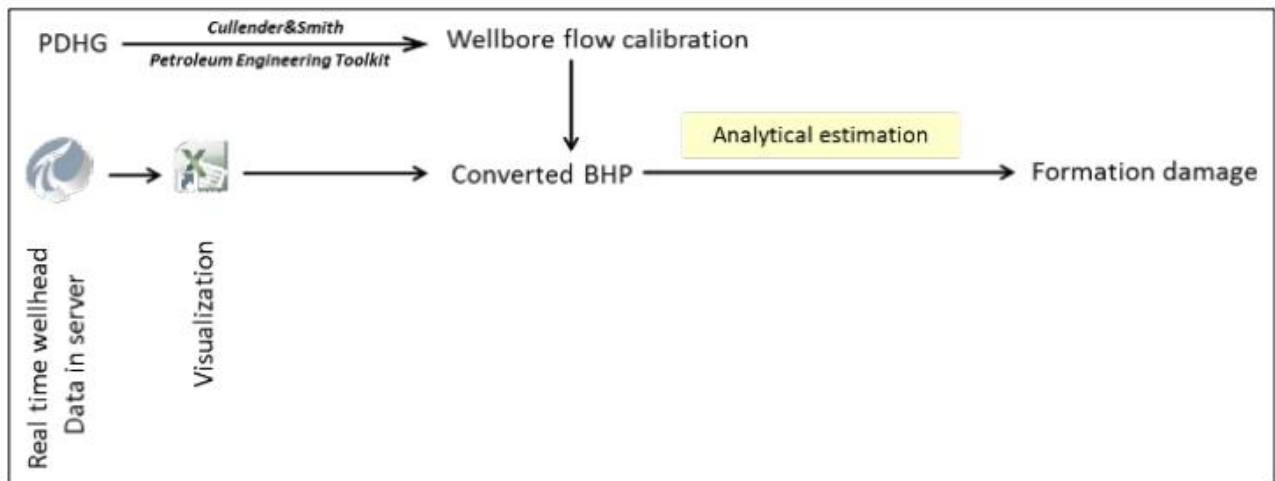 Cullender&Smith
PDHG
Wellbore flow calibration
Petroleum Engineering Toolkit
Analytical estimation
Converted BHP
Formation damage
Real time wellhead
Data in server
Visualization